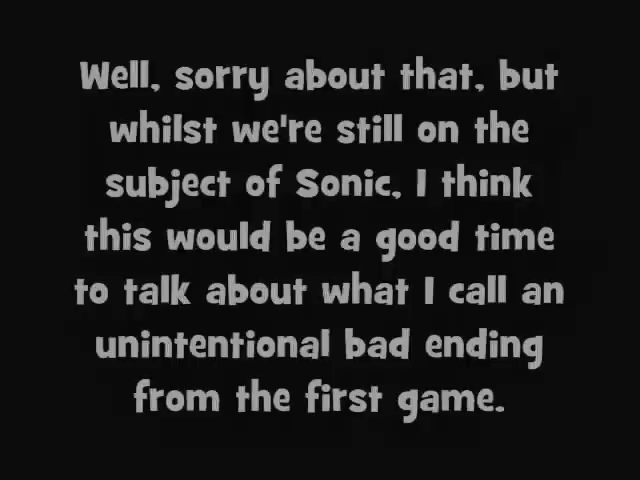 Well, sorry about that, but
whilst we're still on the
subject of Sonic, I think
this would be a good time
to talk about what I call an
unintentional bad ending
from the first game.